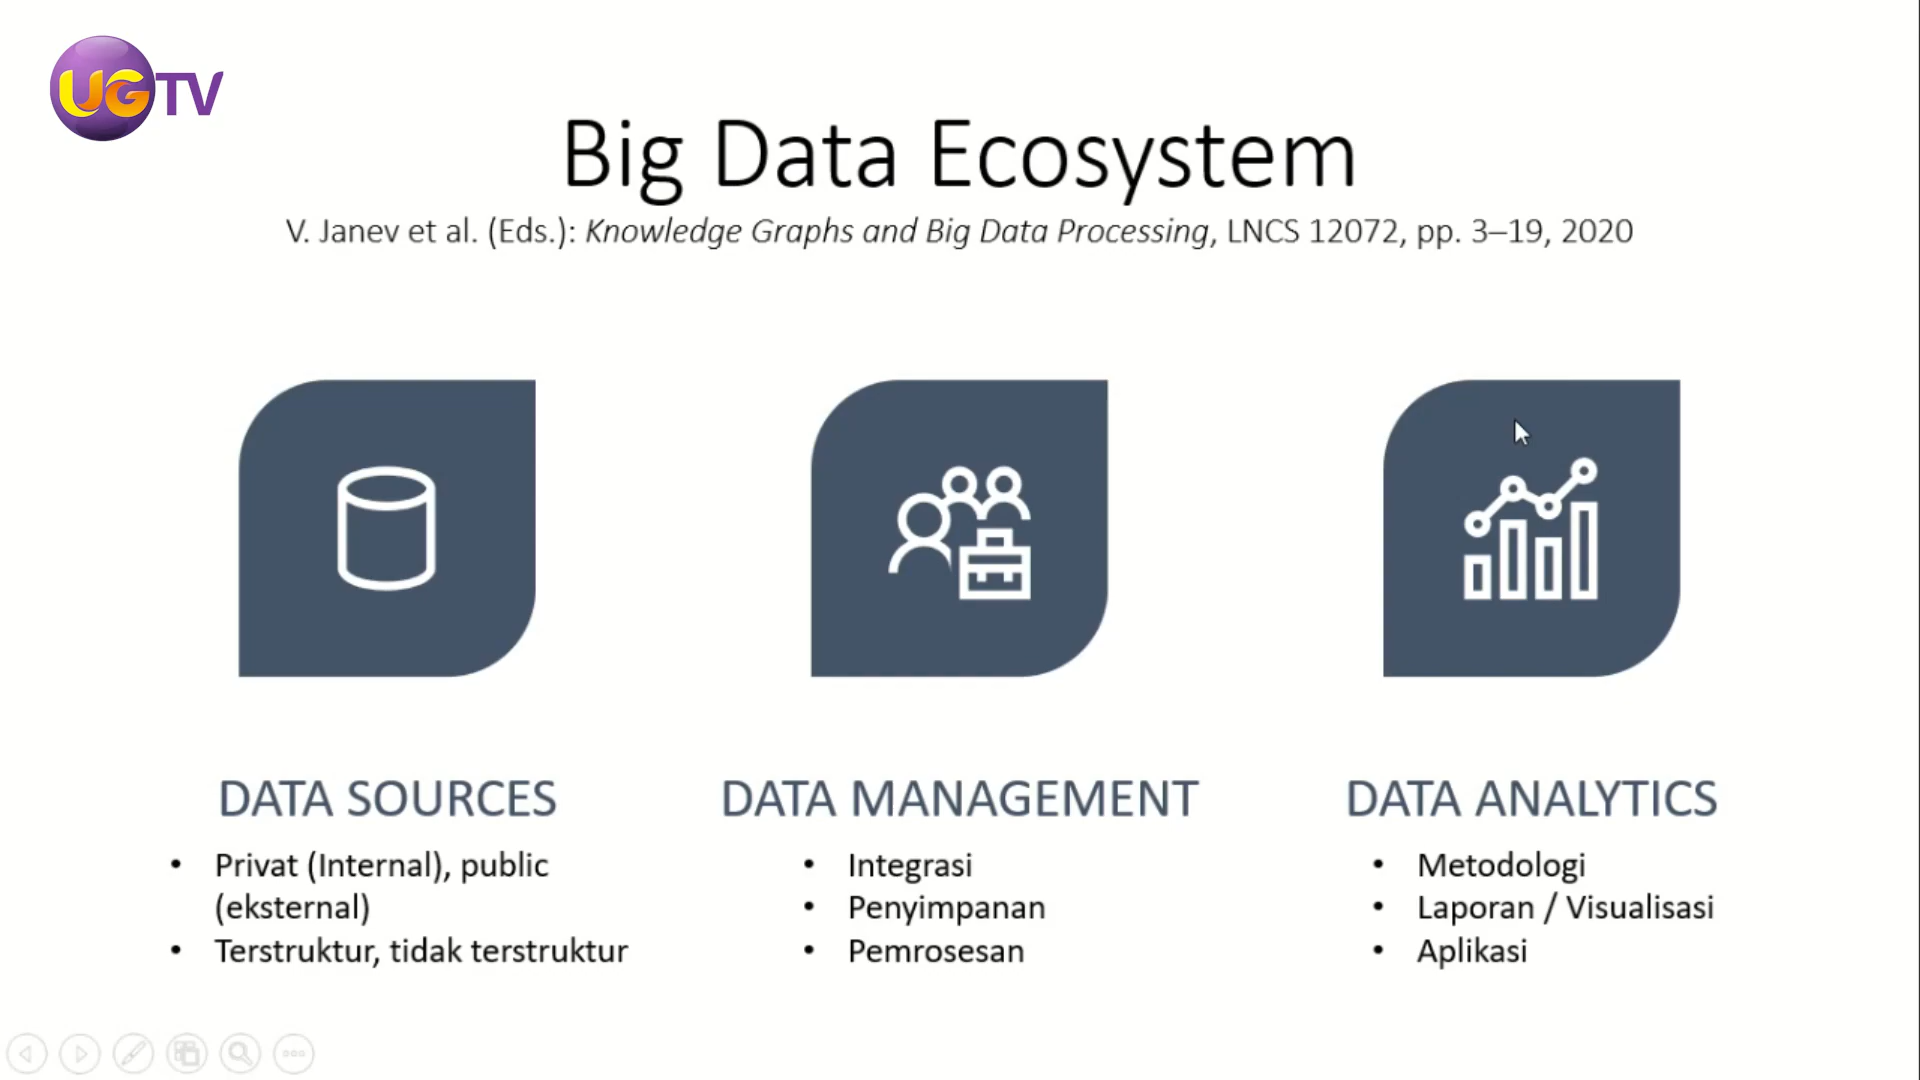 UGTV
Big Data Ecosystem
V. Janev et al. (Eds.): Knowledge Graphs and Big Data Processing, LNCS 12072, pp. 3–19, 2020
DATA SOURCES
• Privat (Internal), public
(eksternal)
• Terstruktur, tidak terstruktur
DATA MANAGEMENT
• Integrasi
• Penyimpanan
• Pemrosesan
DATA ANALYTICS
• Metodologi
• Laporan / Visualisasi
• Aplikasi